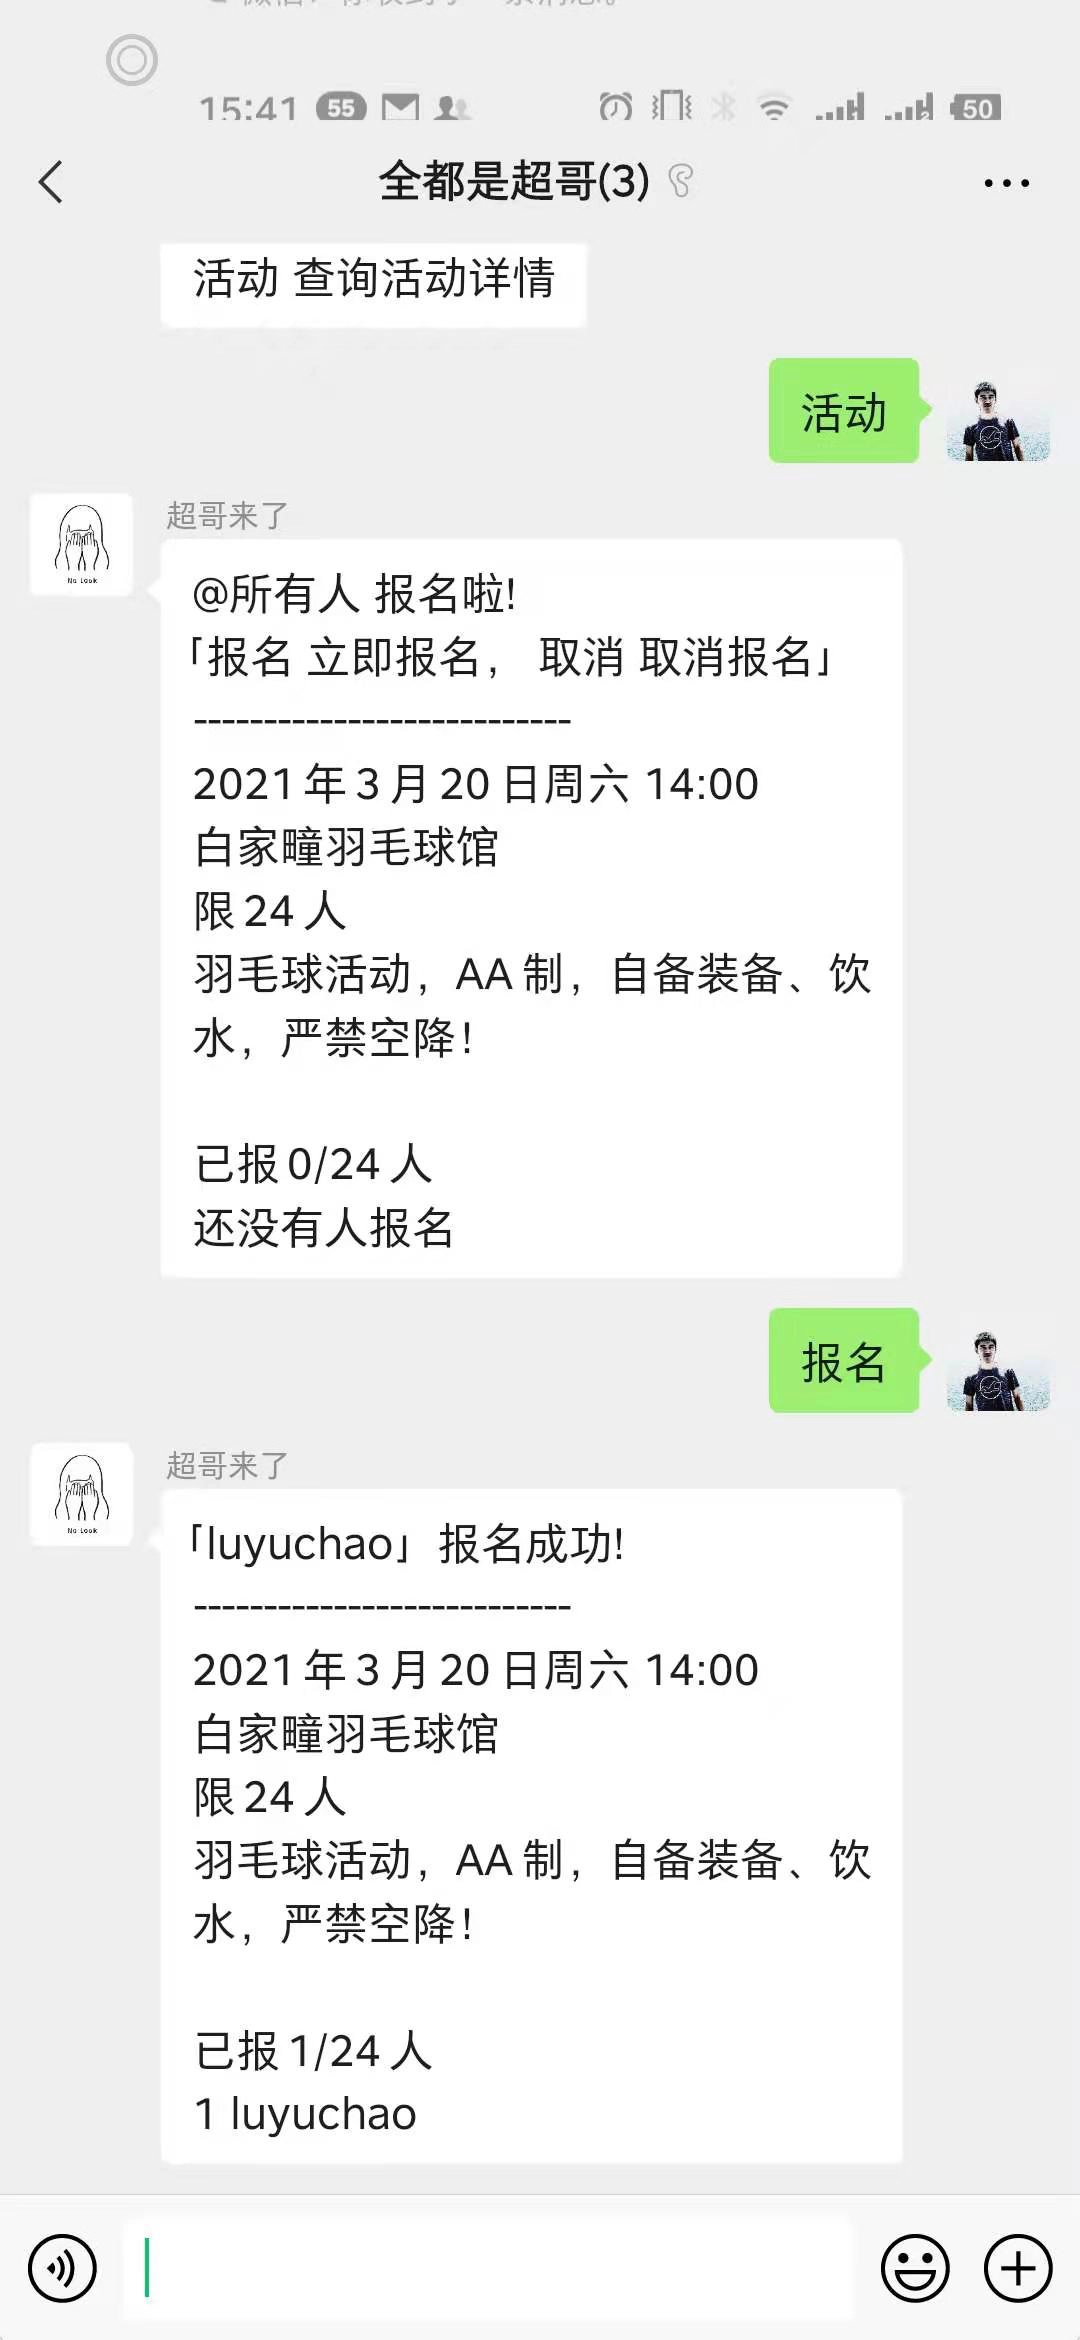 15:41 55 50
全都是超哥(3)
活动 查询活动详情
活动
超哥来了
No Look
@所有人 报名啦!
「报名 立即报名， 取消 取消报名」
---------------------------
2021年3月20日周六 14:00
白家疃羽毛球馆
限24人
羽毛球活动，AA制，自备装备、饮
水，严禁空降!
已报0/24人
还没有人报名
报名
超哥来了
No Look
「luyuchao」报名成功!
---------------------------
2021年3月20日周六 14:00
白家疃羽毛球馆
限24人
羽毛球活动，AA制，自备装备、饮
水，严禁空降!
已报1/24人
1 luyuchao